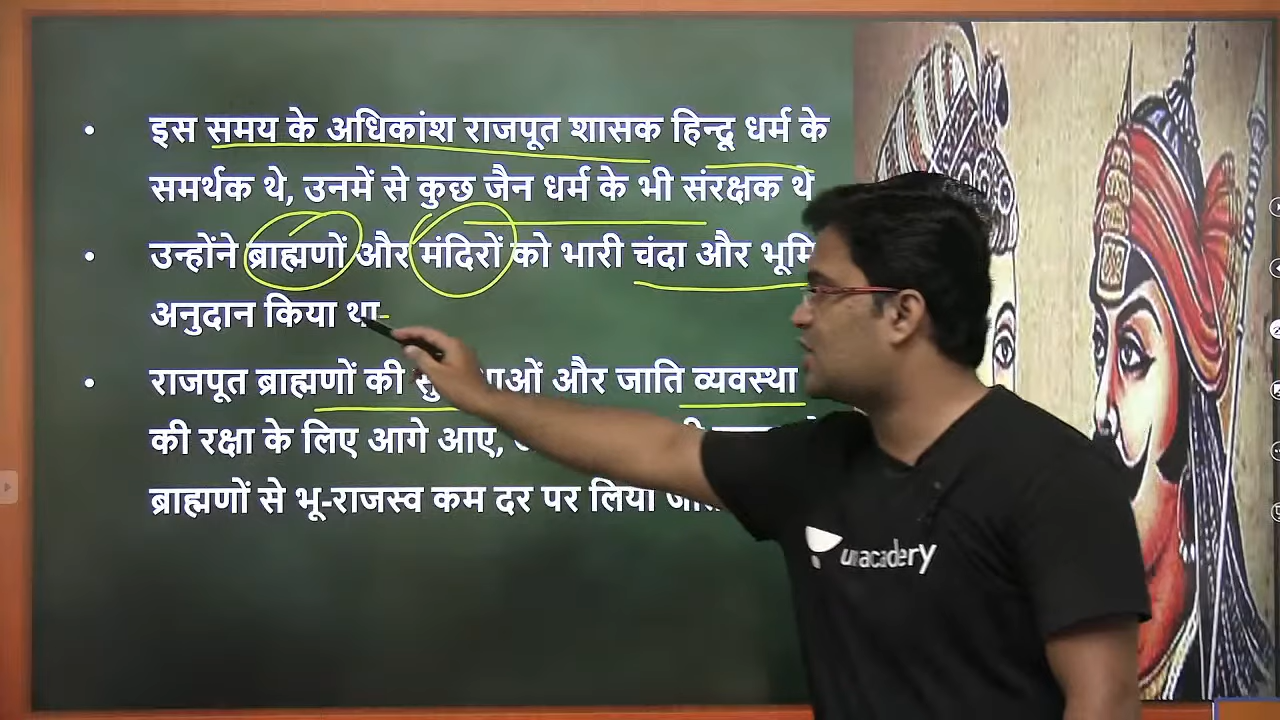 इस समय के अधिकांश राजपूत शासक हिन्दू धर्म के
समर्थक थे, उनमें से कुछ जैन धर्म के भी संरक्षक थे
उन्होंने ब्राह्मणों और मंदिरों को भारी चंदा और भूमि
अनुदान किया था
राजपूत ब्राह्मणों की और जाति व्यवस्था
की रक्षा के लिए आगे आए,
ब्राह्मणों से भू-राजस्व कम दर पर लिया
unacademy